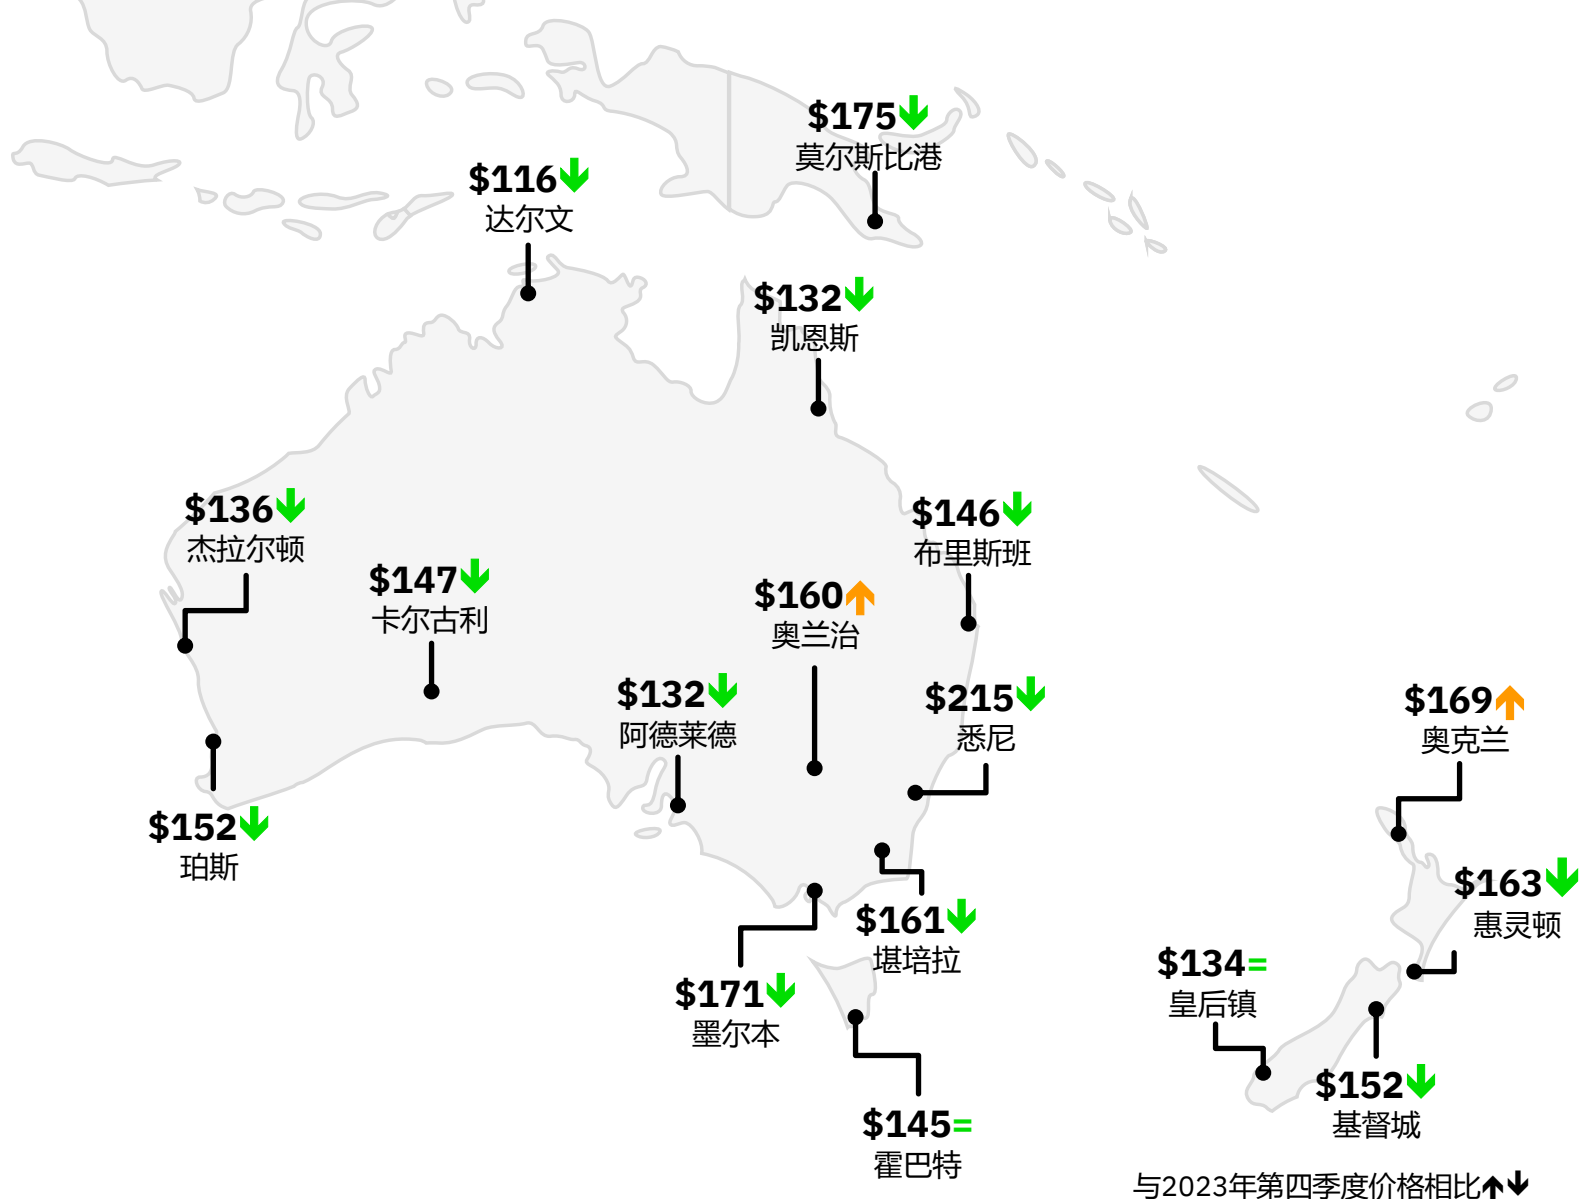 $175↓
莫尔斯比港
$116↓
达尔文
$132↓
凯恩斯
$136↓
杰拉尔顿
$146↓
布里斯班
$147↓
卡尔古利
$160↑
奥兰治
$132↓
阿德莱德
$215↓
悉尼
$169↑
奥克兰
$152↓
珀斯
$163↓
惠灵顿
$161↓
堪培拉
$134=
皇后镇
$171↓
墨尔本
$152↓
基督城
$145=
霍巴特
与2023年第四季度价格相比↑↓